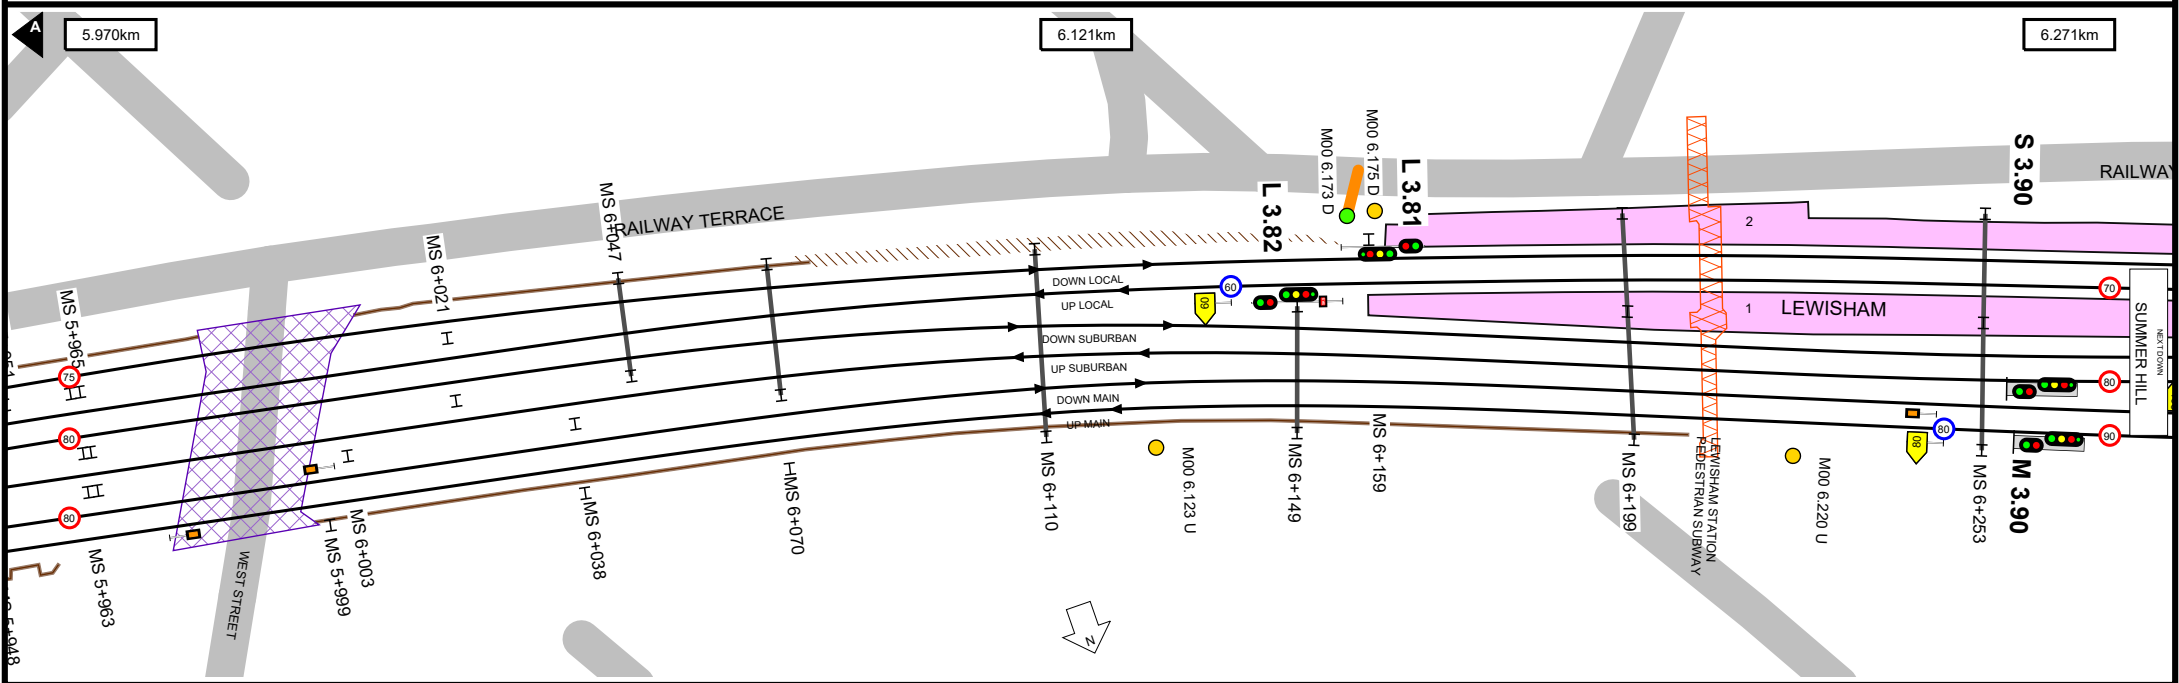 A
5.970km
6.121km
6.271km
MS 5+965
MS 6+021
MS 6+047
RAILWAY TERRACE
M00 6.173 D
M00 6.175 D
L 3.82
L 3.81
S 3.90
RAILWAY
2
DOWN LOCAL
UP LOCAL
DOWN SUBURBAN
UP SUBURBAN
DOWN MAIN
UP MAIN
60
60
1
LEWISHAM
70
75
80
80
80
90
80
80
SUMMER HILL
NEXT DOWN
WEST STREET
MS 5+963
MS 5+999
MS 6+003
MS 6+038
MS 6+070
MS 6+110
M00 6.123 U
MS 6+149
MS 6+159
MS 6+199
LEWISHAM STATION
PEDESTRIAN SUBWAY
M00 6.220 U
MS 6+253
M 3.90
N